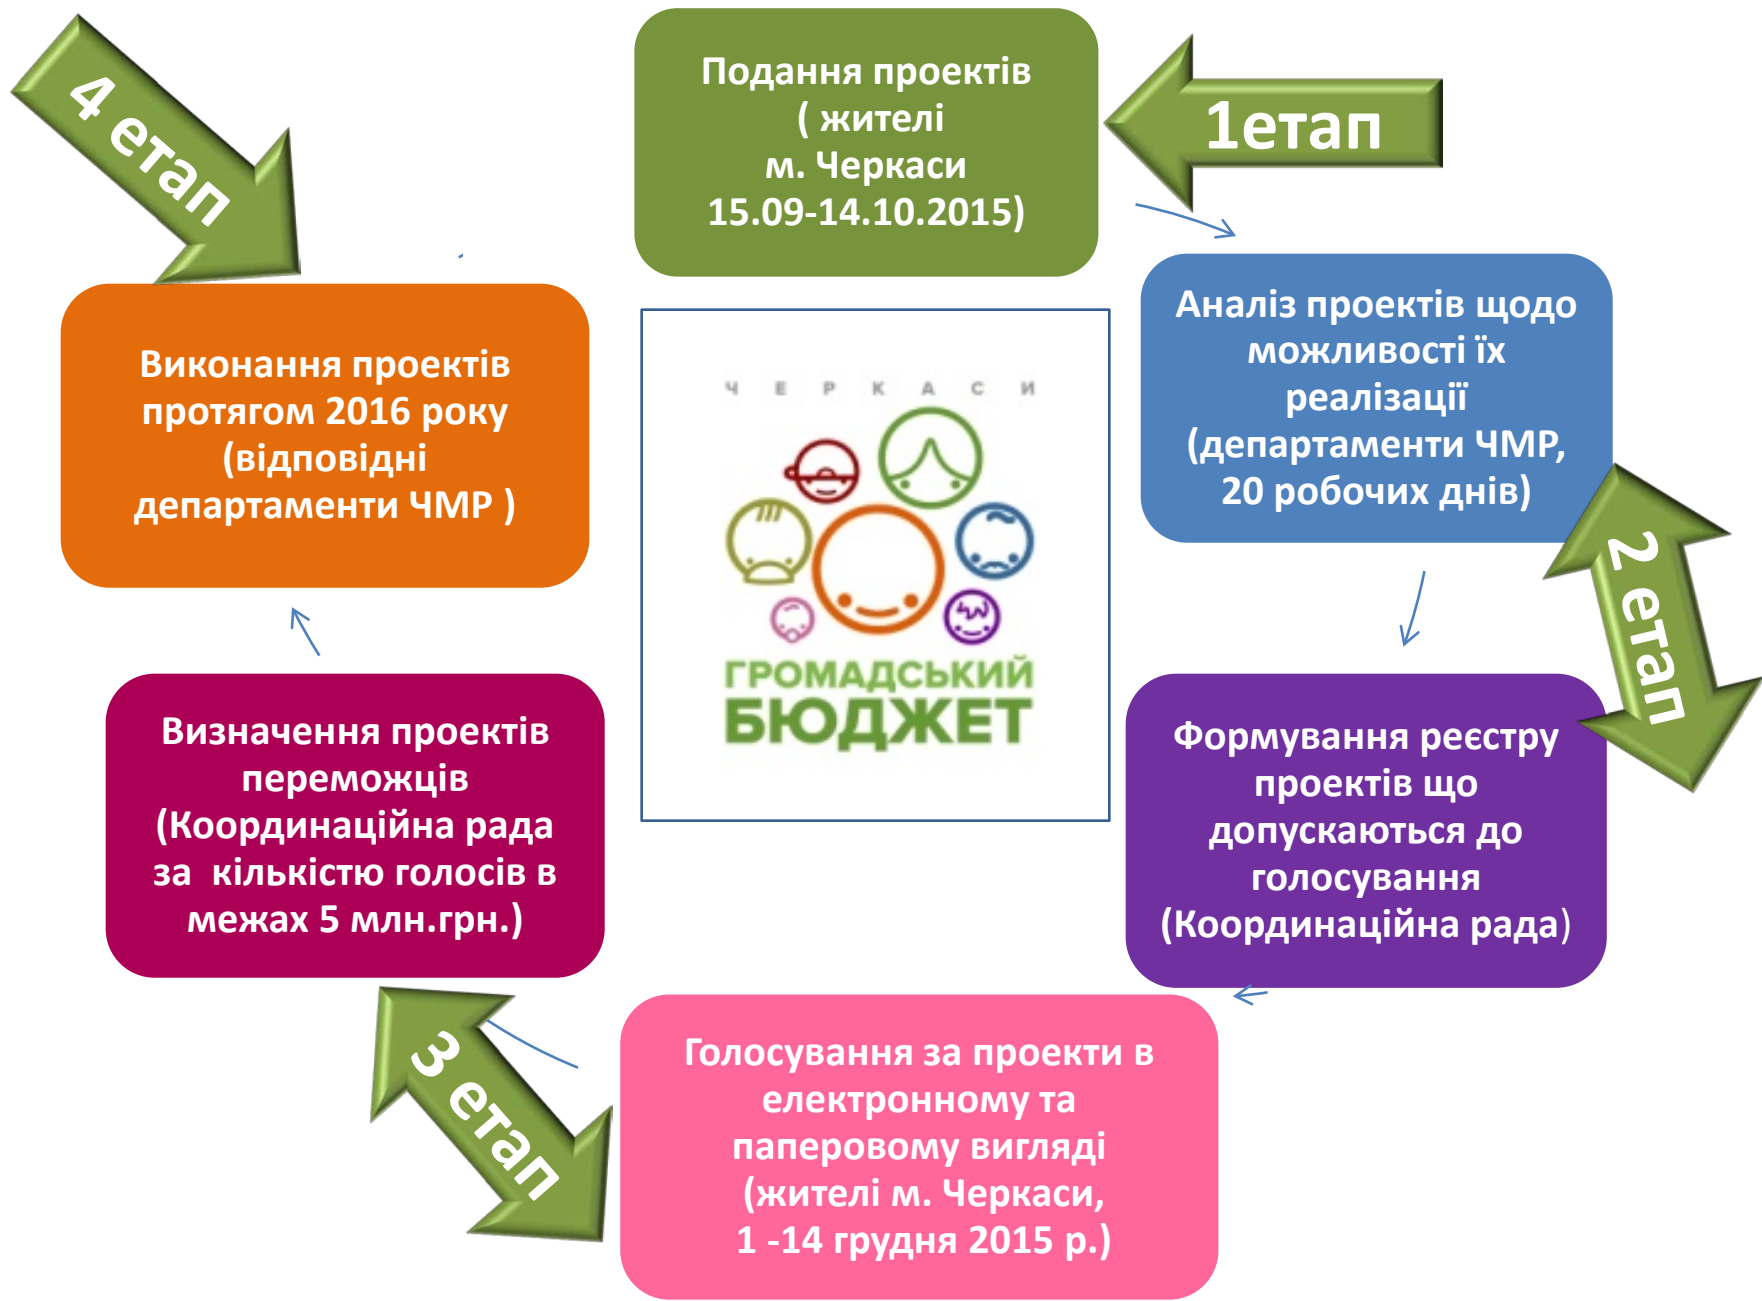 4 етап
Подання проектів
( жителі
м. Черкаси
15.09-14.10.2015)
1етап
Аналіз проектів щодо
можливості їх
реалізації
(департаменти ЧМР,
20 робочих днів)
2 етап
Формування реєстру
проектів що
допускаються до
голосування
(Координаційна рада)
Голосування за проекти в
електронному та
паперовому вигляді
(жителі м. Черкаси,
1 -14 грудня 2015 р.)
3 етап
Визначення проектів
переможців
(Координаційна рада
за  кількістю голосів в
межах 5 млн.грн.)
Виконання проектів
протягом 2016 року
(відповідні
департаменти ЧМР )
ЧЕРКАСИ
ГРОМАДСЬКИЙ
БЮДЖЕТ